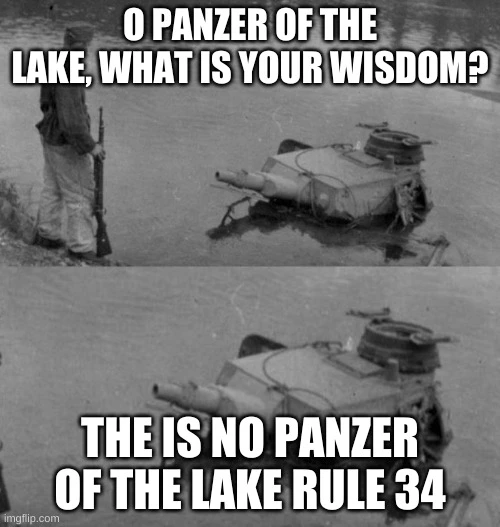 O PANZER OF THE
LAKE, WHAT IS YOUR WISDOM?
THE IS NO PANZER
OF THE LAKE RULE 34
imgflip.com